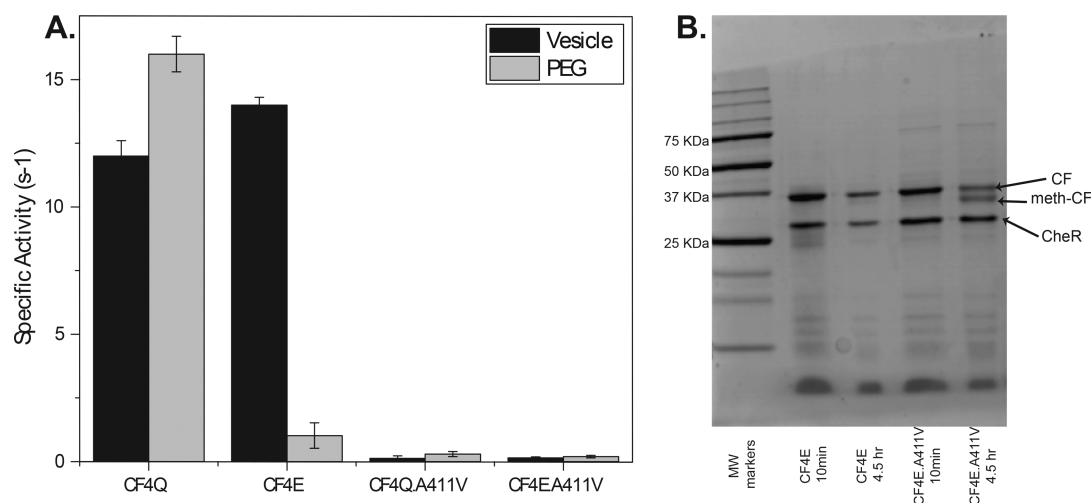 A.
Vesicle
PEG
15
10
5
0
Specific Activity (s-1)
CF4Q
CF4E
CF4Q.A411V
CF4E.A411V
B.
75 KDa
50 KDa
37 KDa
25 KDa
CF
meth-CF
CheR
MW
markers
CF4E
10min
CF4E
4.5 hr
CF4E.A411V
10min
CF4E.A411V
4.5 hr